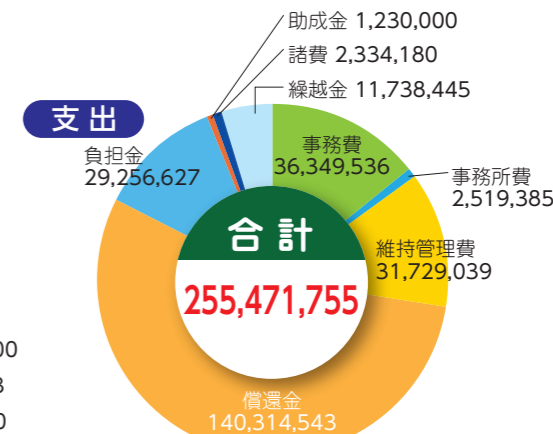 助成金 1,230,000
諸費 2,334,180
繰越金 11,738,445
支出
事務費
36,349,536
負担金
29,256,627
事務所費
2,519,385
維持管理費
31,729,039
合計
255,471,755
償還金
140,314,543